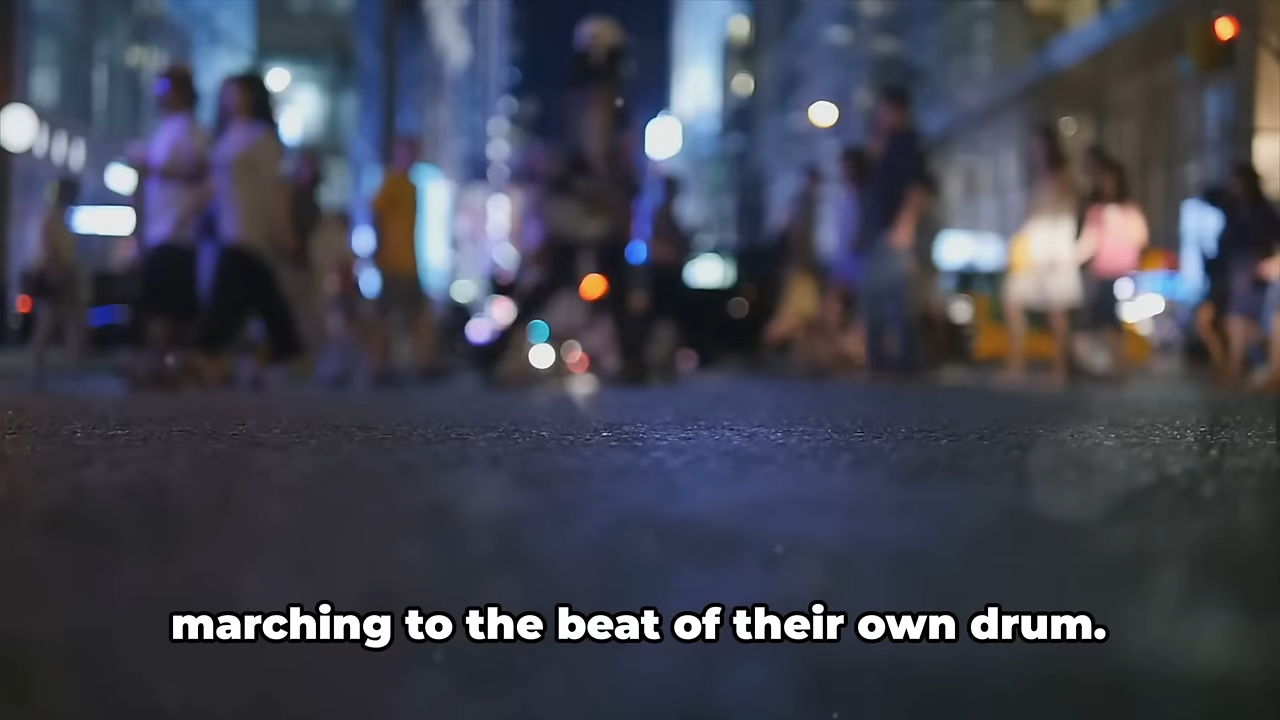 marching to the beat of their own drum.